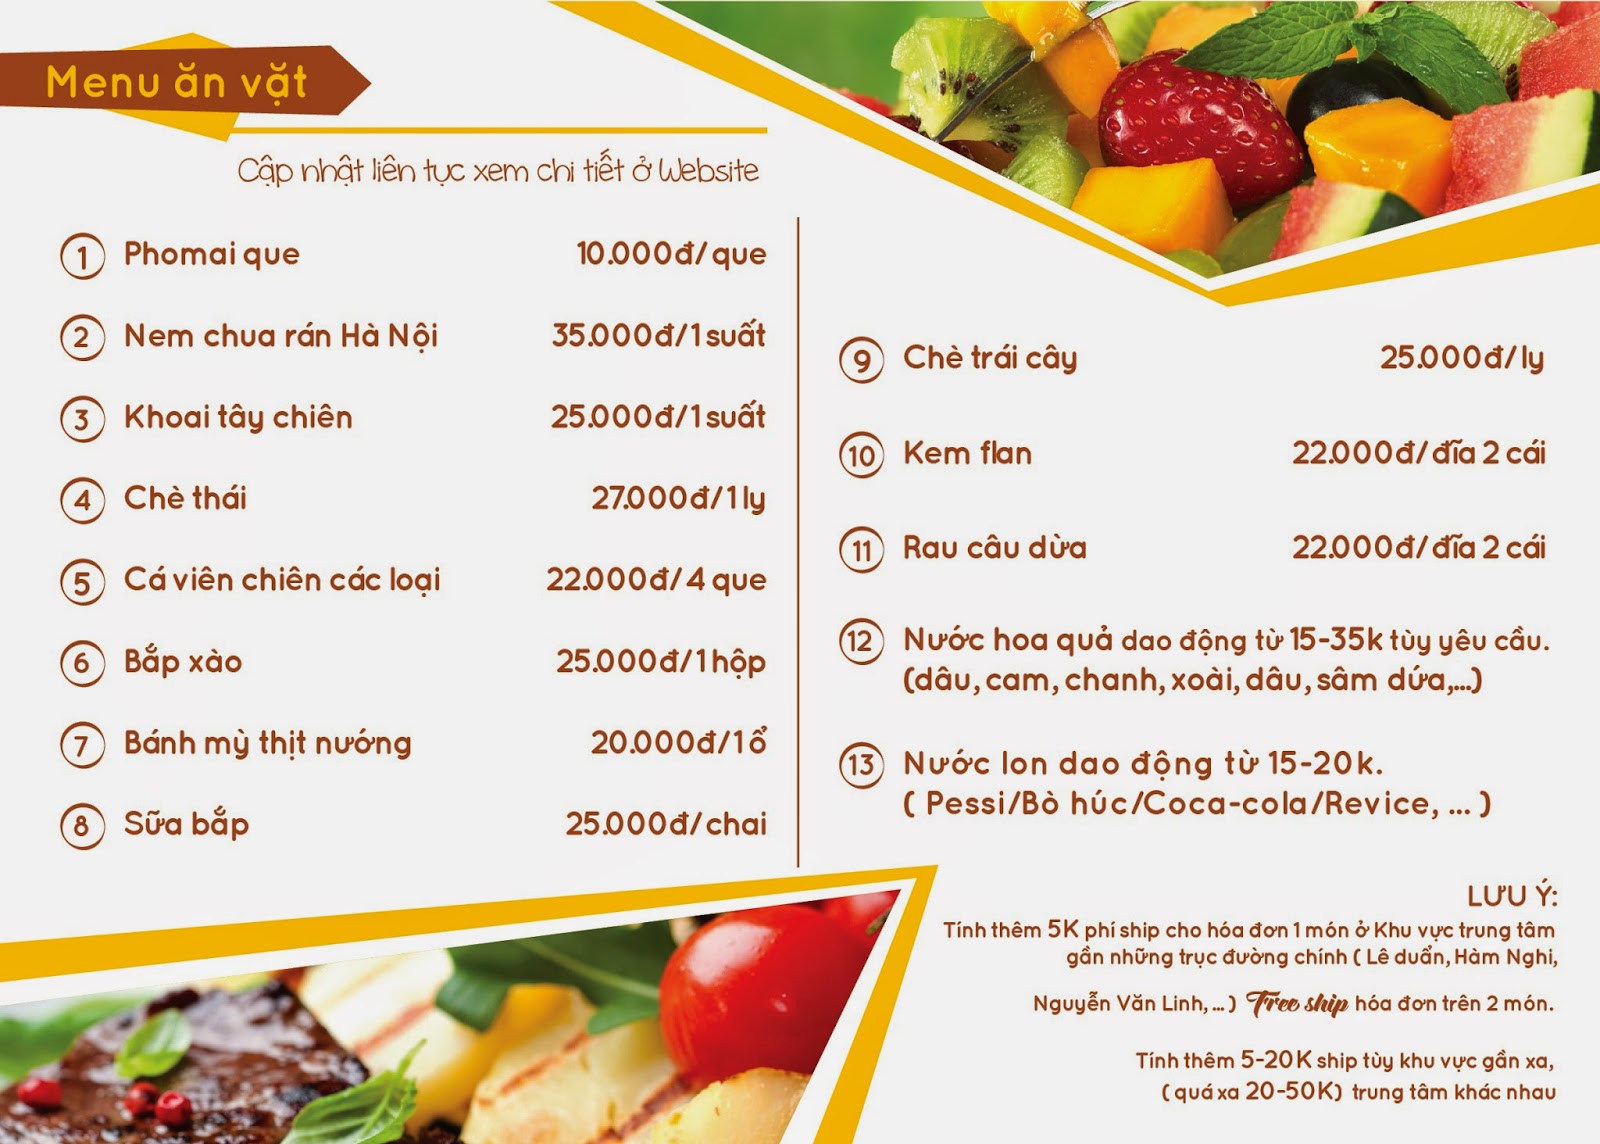 Menu ăn vặt
Cập nhật liên tục xem chi tiết ở Website
1 Phomai que 10.000đ/que
2 Nem chua rán Hà Nội 35.000đ/1 suất
3 Khoai tây chiên 25.000đ/1 suất
4 Chè thái 27.000đ/1 ly
5 Cá viên chiên các loại 22.000đ/4 que
6 Bắp xào 25.000đ/1 hộp
7 Bánh mỳ thịt nướng 20.000đ/1 ổ
8 Sữa bắp 25.000đ/chai
9 Chè trái cây 25.000đ/ly
10 Kem flan 22.000đ/đĩa 2 cái
11 Rau câu dừa 22.000đ/đĩa 2 cái
12 Nước hoa quả dao động từ 15-35k tùy yêu cầu.
(dâu, cam, chanh, xoài, dâu, sâm dứa,...)
13 Nước lon dao động từ 15-20k.
( Pessi/Bò húc/Coca-cola/Revice, ... )
LƯU Ý:
Tính thêm 5K phí ship cho hóa đơn 1 món ở Khu vực trung tâm
gần những trục đường chính ( Lê duẩn, Hàm Nghi,
Nguyễn Văn Linh, ... ) Free ship hóa đơn trên 2 món.
Tính thêm 5-20K ship tùy khu vực gần xa,
( quá xa 20-50K) trung tâm khác nhau